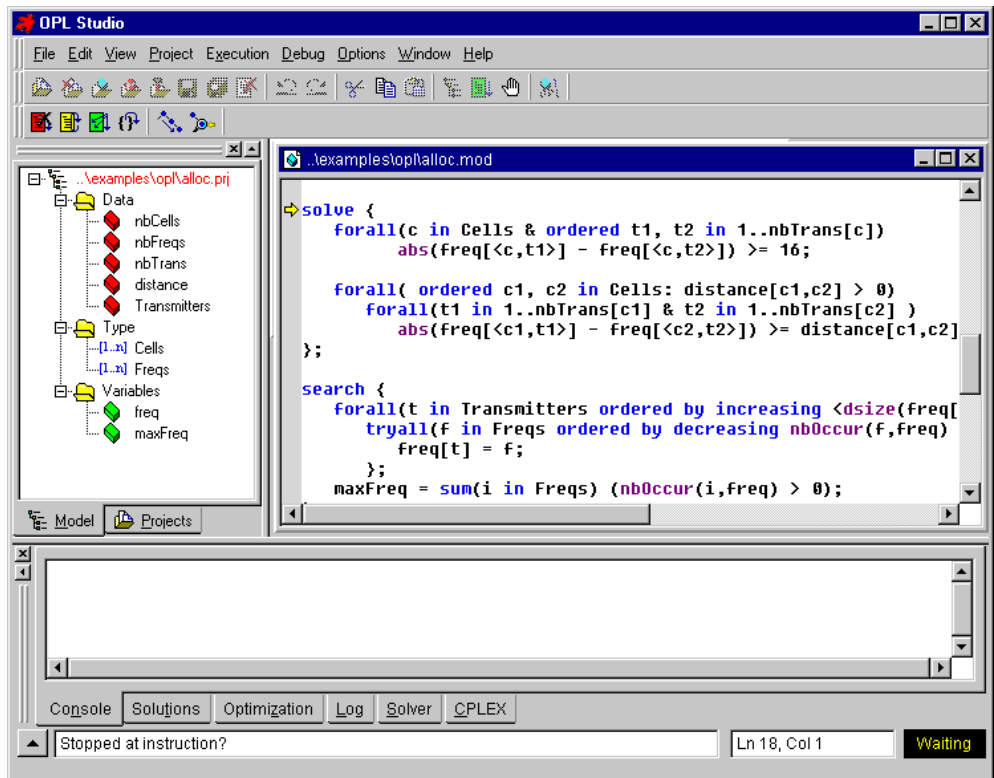 OPL Studio
File Edit View Project Execution Debug Options Window Help
..\examples\opl\alloc.prj
Data
nbCells
nbFreqs
nbTrans
distance
Transmitters
Type
[1..n] Cells
[1..n] Freqs
Variables
freq
maxFreq
Model Projects
..\examples\opl\alloc.mod
solve {
forall(c in Cells & ordered t1, t2 in 1..nbTrans[c])
abs(freq[<c,t1>] - freq[<c,t2>]) >= 16;
forall( ordered c1, c2 in Cells: distance[c1,c2] > 0)
forall(t1 in 1..nbTrans[c1] & t2 in 1..nbTrans[c2] )
abs(freq[<c1,t1>] - freq[<c2,t2>]) >= distance[c1,c2]
};
search {
forall(t in Transmitters ordered by increasing <dsize(freq[
tryall(f in Freqs ordered by decreasing nbOccur(f,freq)
freq[t] = f;
};
maxFreq = sum(i in Freqs) (nbOccur(i,freq) > 0);
Console Solutions Optimization Log Solver CPLEX
Stopped at instruction? Ln 18, Col 1 Waiting